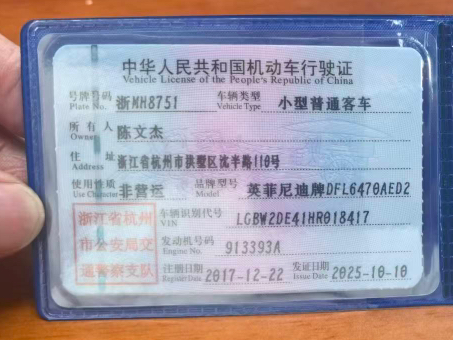 中华人民共和国机动车行驶证
Vehicle License of the People's Republic of China
号牌号码 浙MH8751 车辆类型 小型普通客车
Plate No. Vehicle Type
所有人 陈文杰
Owner
住址 浙江省杭州市拱墅区沈半路110号
Address
使用性质 非营运 品牌型号 英菲尼迪牌DFL6470AED2
Use Character Model
浙江省杭州
市公安局交
通警察支队
车辆识别代号 LGBW2DE41HR018417
VIN
发动机号码 913393A
Engine No.
注册日期 2017-12-22 发证日期 2025-10-10
Register Date Issue Date